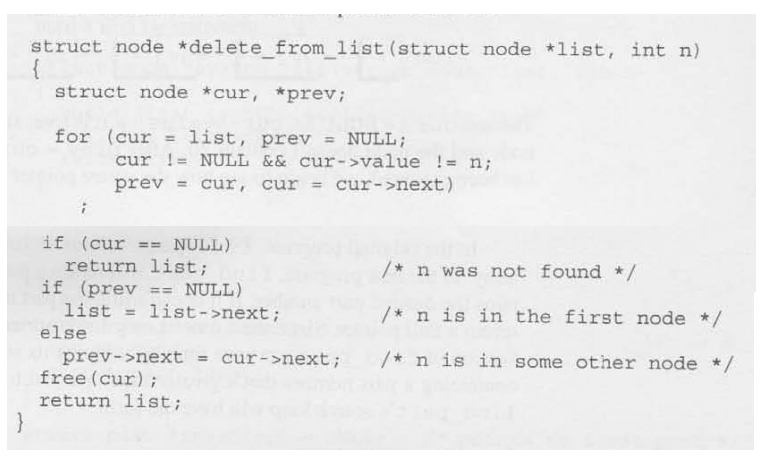 struct node *delete_from_list(struct node *list, int n)
{
  struct node *cur, *prev;

  for (cur = list, prev = NULL;
       cur != NULL && cur->value != n;
       prev = cur, cur = cur->next)
    ;

  if (cur == NULL)
    return list;              /* n was not found */
  if (prev == NULL)
    list = list->next;        /* n is in the first node */
  else
    prev->next = cur->next;   /* n is in some other node */
  free(cur);
  return list;
}